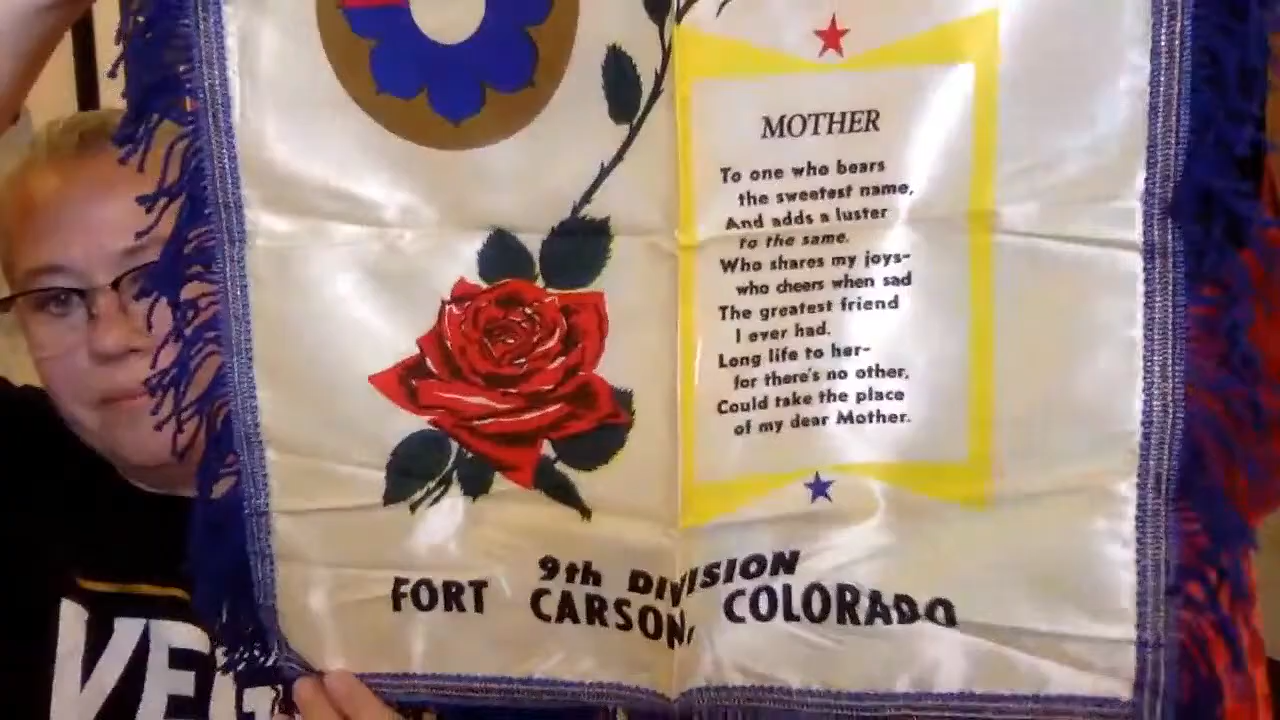 MOTHER
To one who bears
the sweetest name,
And adds a luster
to the same.
Who shares my joys-
who cheers when sad
The greatest friend
I ever had.
Long life to her-
for there's no other,
Could take the place
of my dear Mother.
9th DIVISION
FORT CARSON, COLORADO